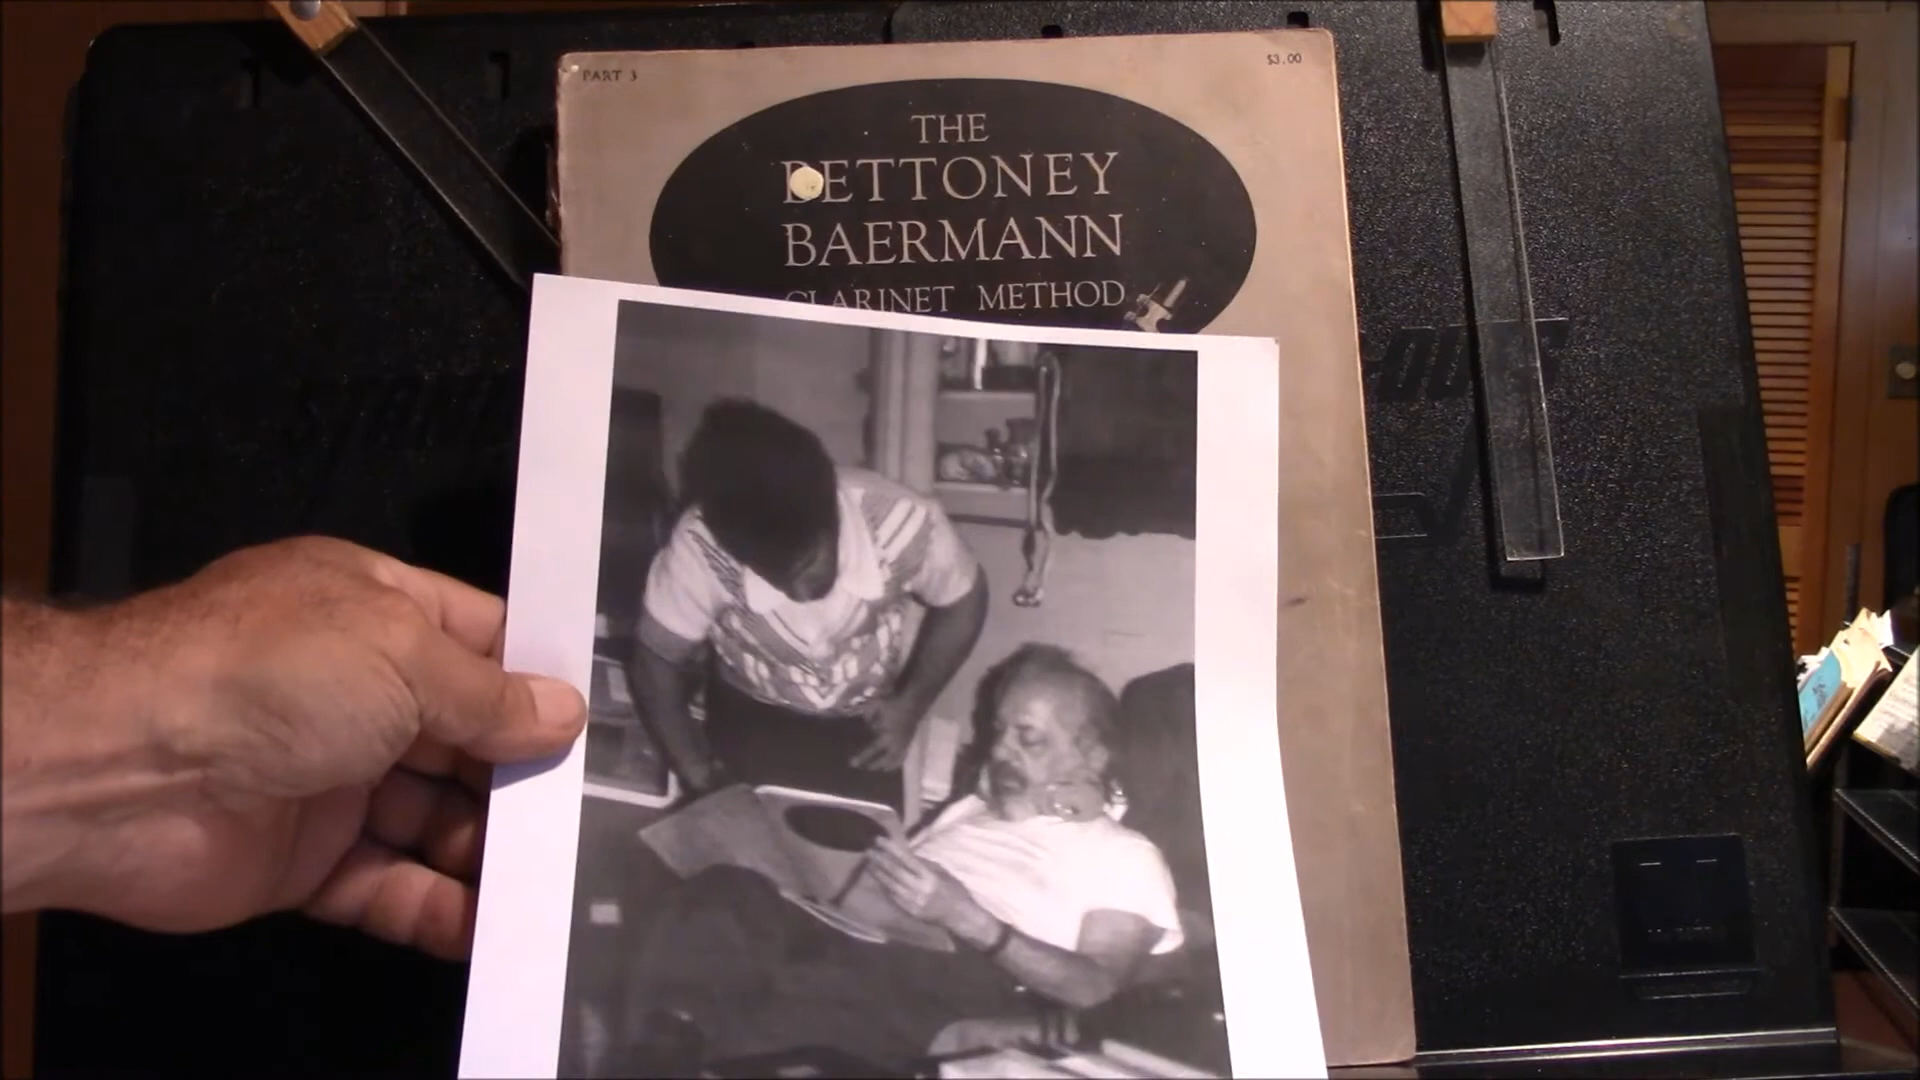 PART 3
$3.00
THE
BETTONEY
BAERMANN
CLARINET METHOD